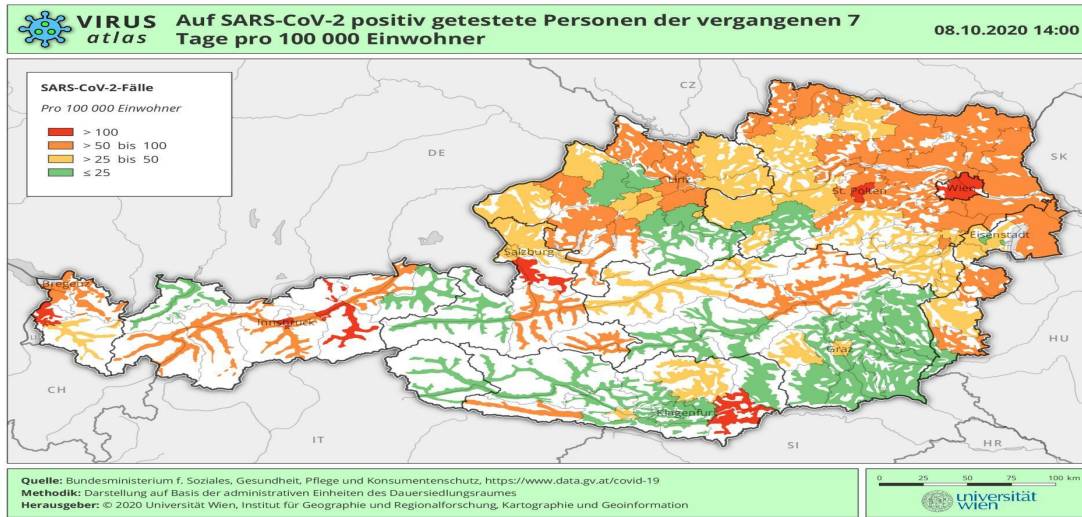 VIRUS
atlas
Auf SARS-CoV-2 positiv getestete Personen der vergangenen 7
Tage pro 100 000 Einwohner
08.10.2020 14:00
SARS-CoV-2-Fälle
Pro 100 000 Einwohner
> 100
> 50 bis 100
> 25 bis 50
≤ 25
CZ
DE
SK
Linz
St. Pölten
Wien
Eisenstadt
Salzburg
Bregenz
Innsbruck
Graz
HU
CH
Klagenfurt
IT
SI
HR
Quelle: Bundesministerium f. Soziales, Gesundheit, Pflege und Konsumentenschutz, https://www.data.gv.at/covid-19
Methodik: Darstellung auf Basis der administrativen Einheiten des Dauersiedlungsraumes
Herausgeber: © 2020 Universität Wien, Institut für Geographie und Regionalforschung, Kartographie und Geoinformation
0 25 50 75 100 km
universität
wien